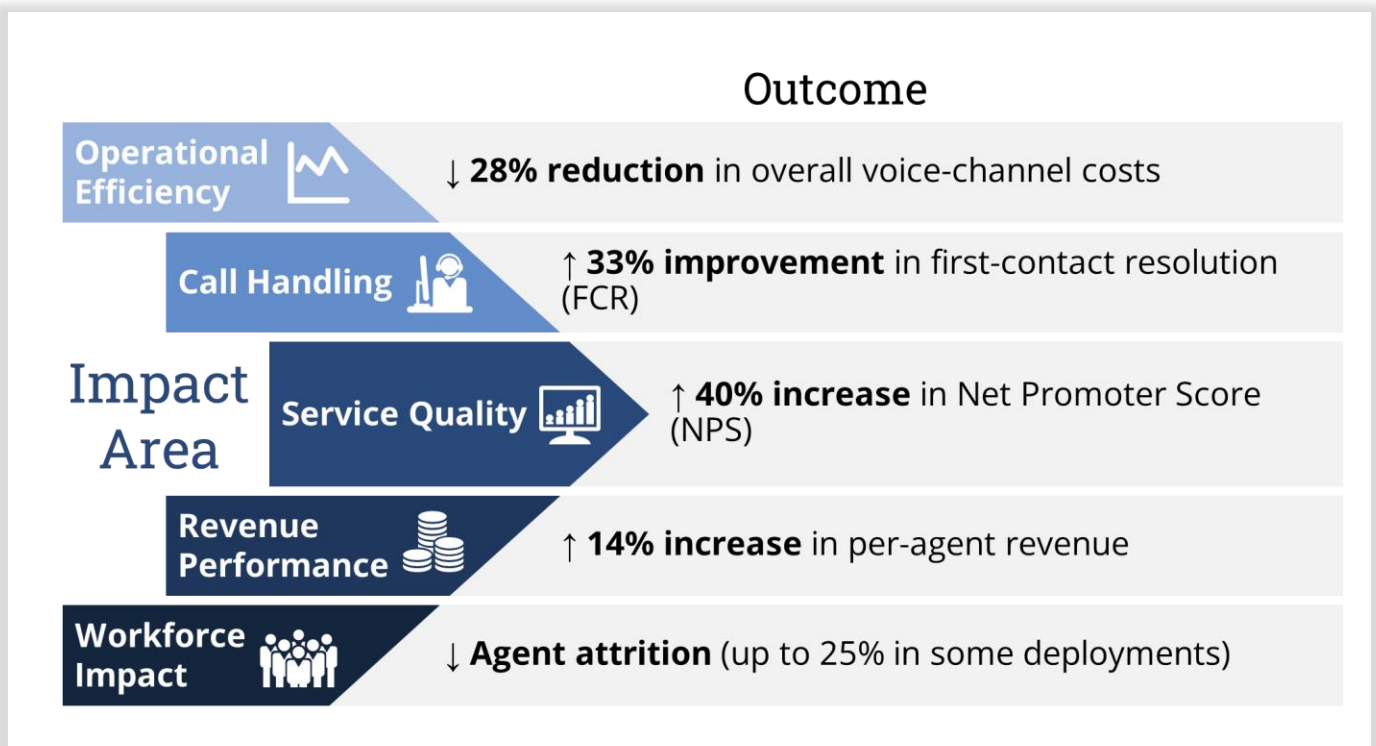 Outcome
Operational
Efficiency
↓ 28% reduction in overall voice-channel costs
Call Handling
↑ 33% improvement in first-contact resolution
(FCR)
Impact
Area
Service Quality
↑ 40% increase in Net Promoter Score
(NPS)
Revenue
Performance
↑ 14% increase in per-agent revenue
Workforce
Impact
↓ Agent attrition (up to 25% in some deployments)